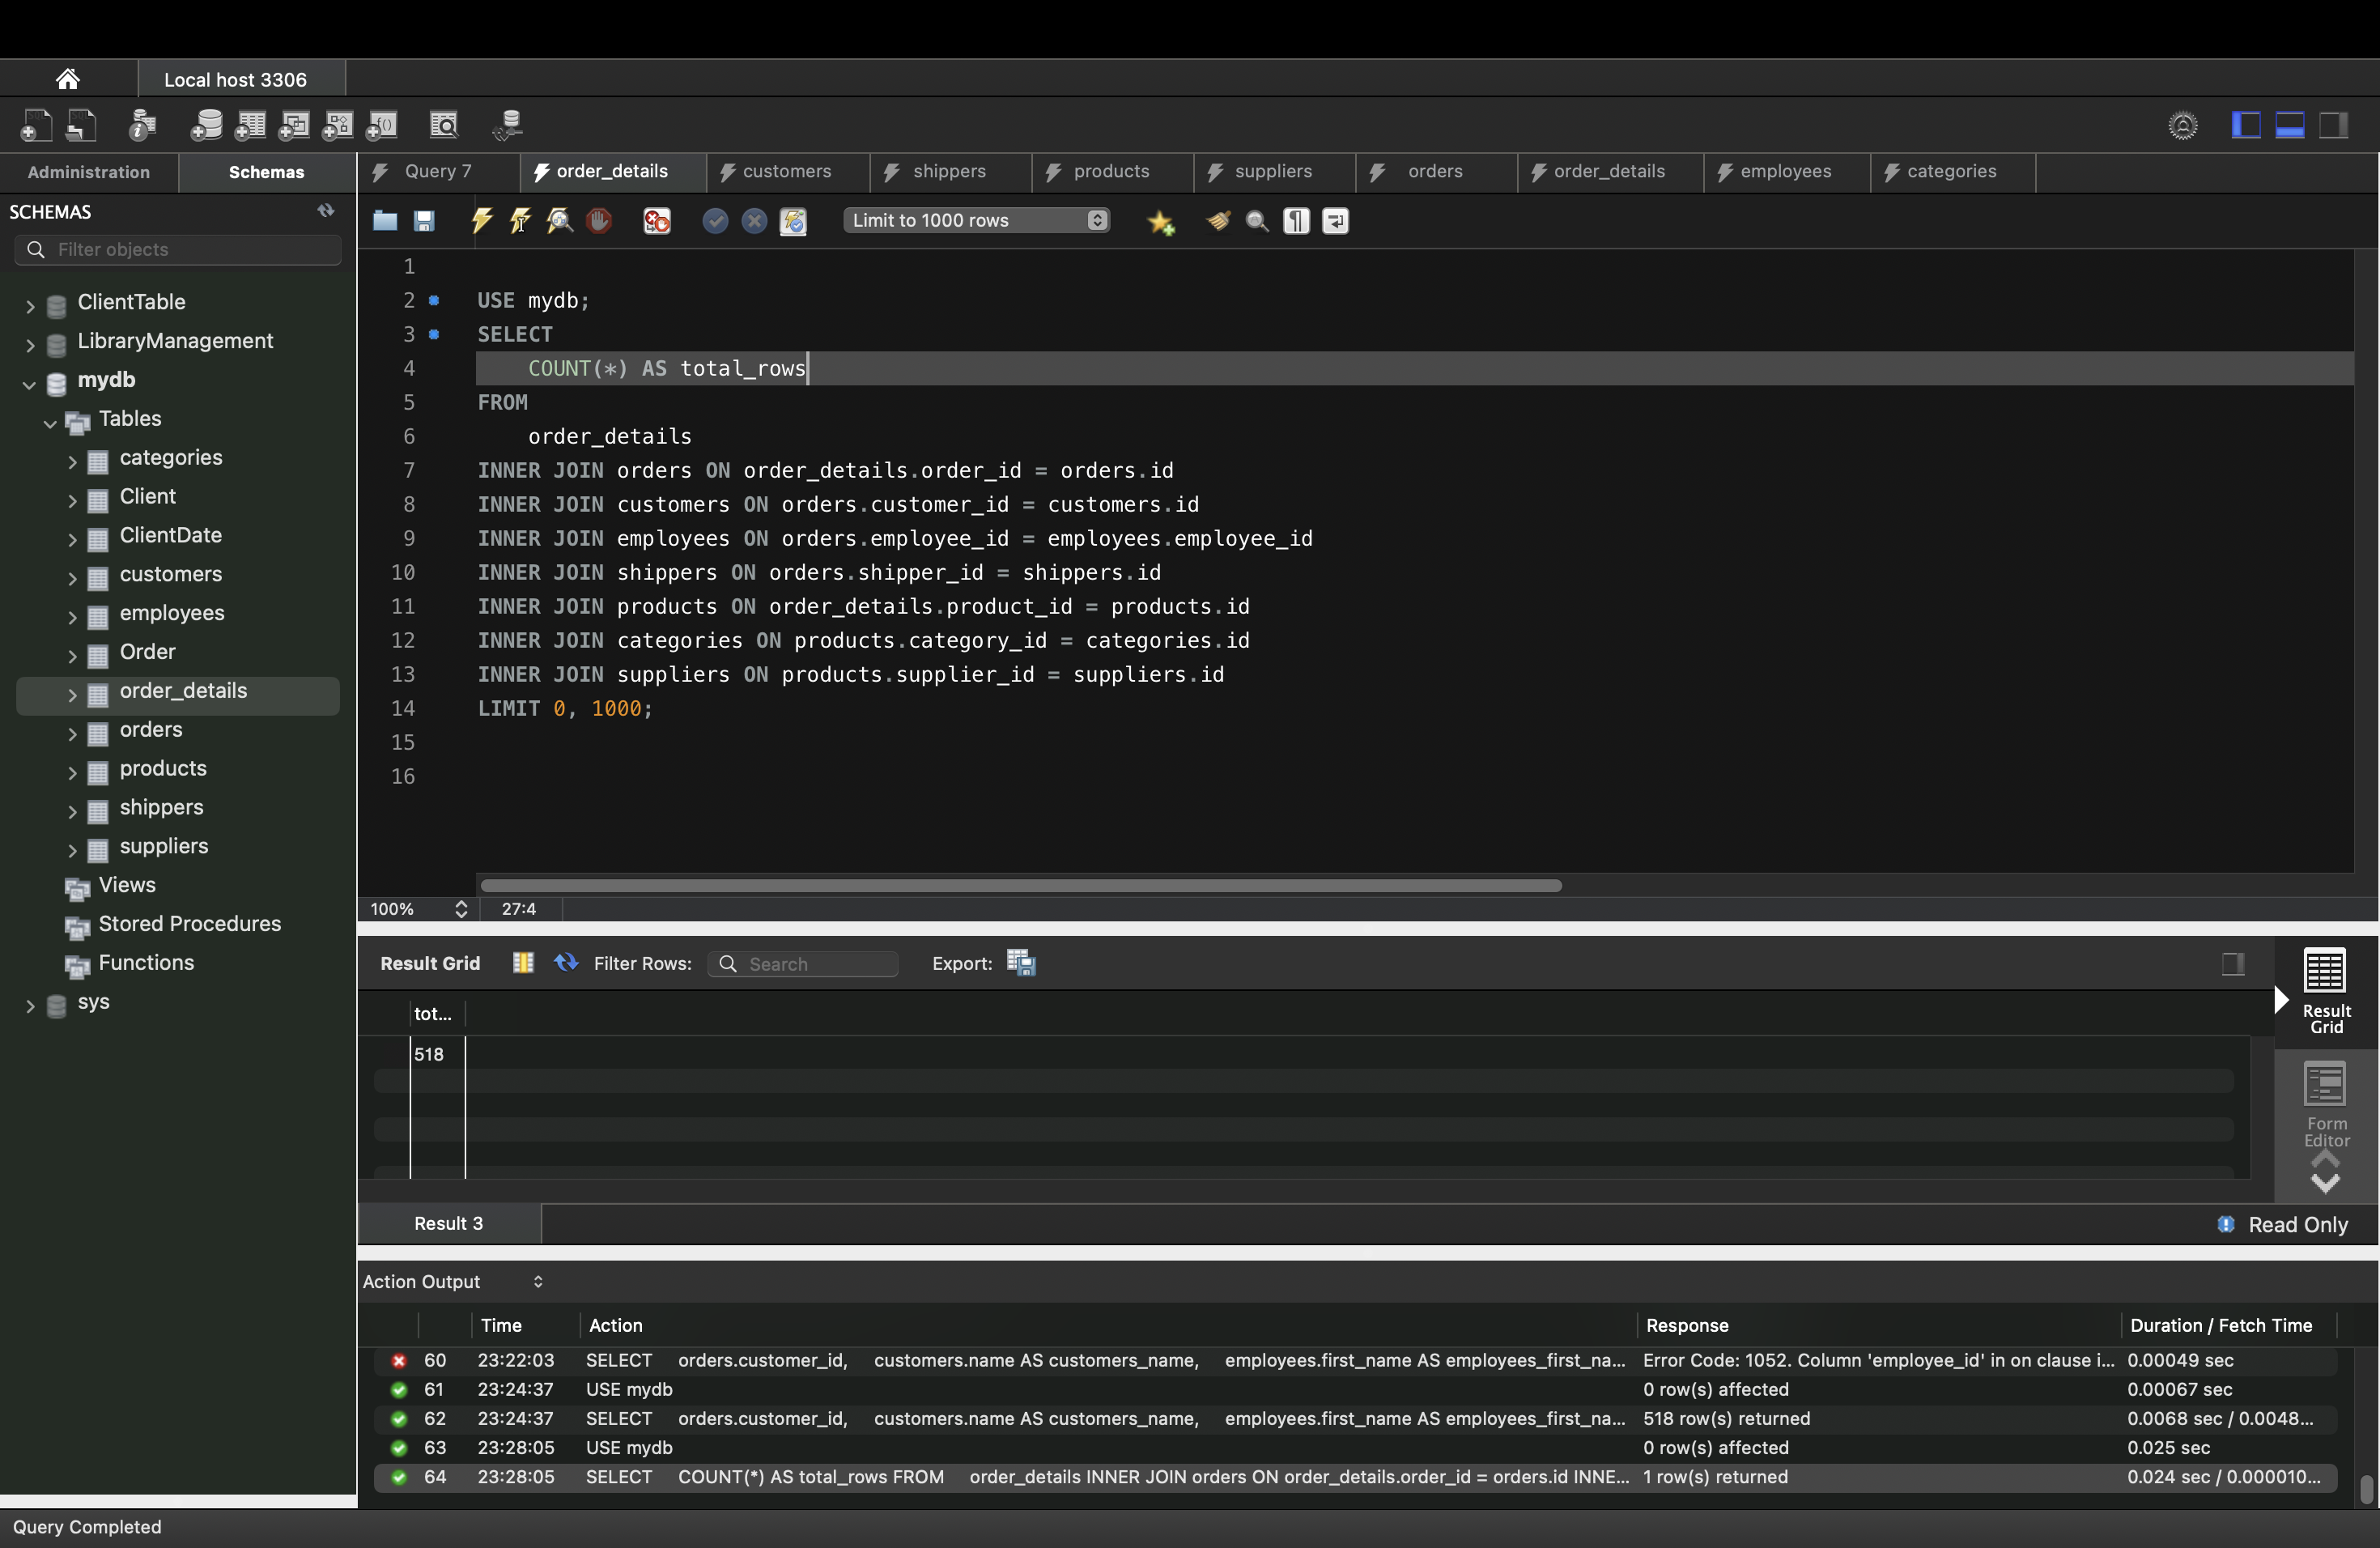 Local host 3306
Administration
Schemas
Query 7
order_details
customers
shippers
products
suppliers
orders
order_details
employees
categories
SCHEMAS
Filter objects
ClientTable
LibraryManagement
mydb
Tables
categories
Client
ClientDate
customers
employees
Order
order_details
orders
products
shippers
suppliers
Views
Stored Procedures
Functions
sys
Limit to 1000 rows
1
2 USE mydb;
3 SELECT
4 COUNT(*) AS total_rows
5 FROM
6 order_details
7 INNER JOIN orders ON order_details.order_id = orders.id
8 INNER JOIN customers ON orders.customer_id = customers.id
9 INNER JOIN employees ON orders.employee_id = employees.employee_id
10 INNER JOIN shippers ON orders.shipper_id = shippers.id
11 INNER JOIN products ON order_details.product_id = products.id
12 INNER JOIN categories ON products.category_id = categories.id
13 INNER JOIN suppliers ON products.supplier_id = suppliers.id
14 LIMIT 0, 1000;
15
16
100% 27:4
Result Grid Filter Rows: Search Export:
tot...
518
Result
Grid
Form
Editor
Result 3
Read Only
Action Output
Time Action Response Duration / Fetch Time
60 23:22:03 SELECT orders.customer_id, customers.name AS customers_name, employees.first_name AS employees_first_na... Error Code: 1052. Column 'employee_id' in on clause i... 0.00049 sec
61 23:24:37 USE mydb 0 row(s) affected 0.00067 sec
62 23:24:37 SELECT orders.customer_id, customers.name AS customers_name, employees.first_name AS employees_first_na... 518 row(s) returned 0.0068 sec / 0.0048...
63 23:28:05 USE mydb 0 row(s) affected 0.025 sec
64 23:28:05 SELECT COUNT(*) AS total_rows FROM order_details INNER JOIN orders ON order_details.order_id = orders.id INNE... 1 row(s) returned 0.024 sec / 0.000010...
Query Completed